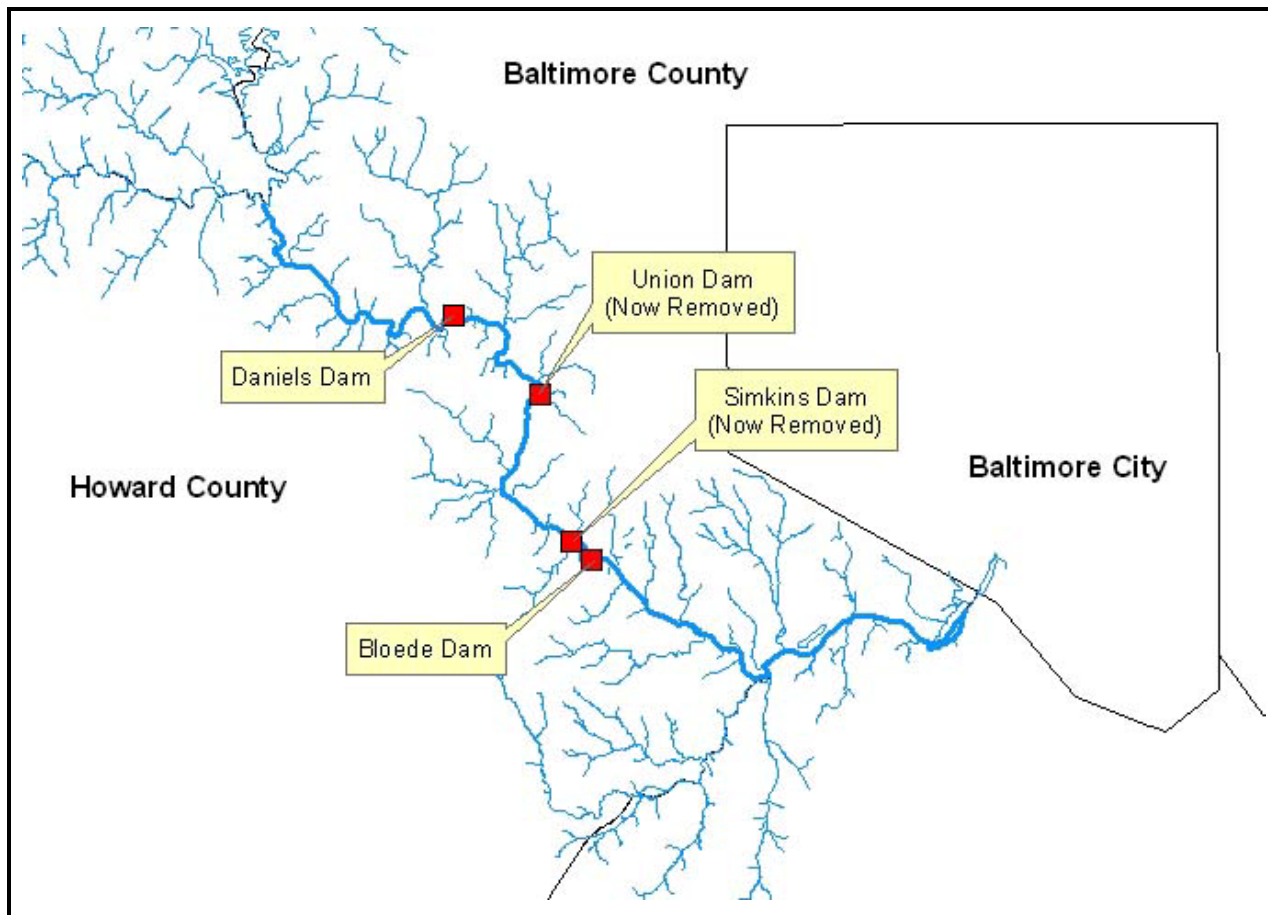 Baltimore County
Union Dam
(Now Removed)
Daniels Dam
Simkins Dam
(Now Removed)
Baltimore City
Howard County
Bloede Dam